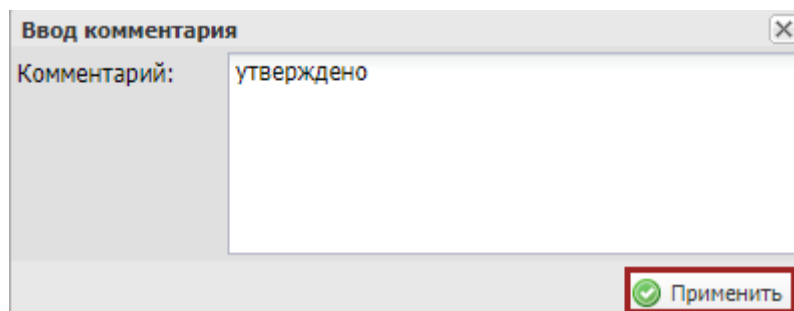 Ввод комментария
Комментарий: утверждено
Применить